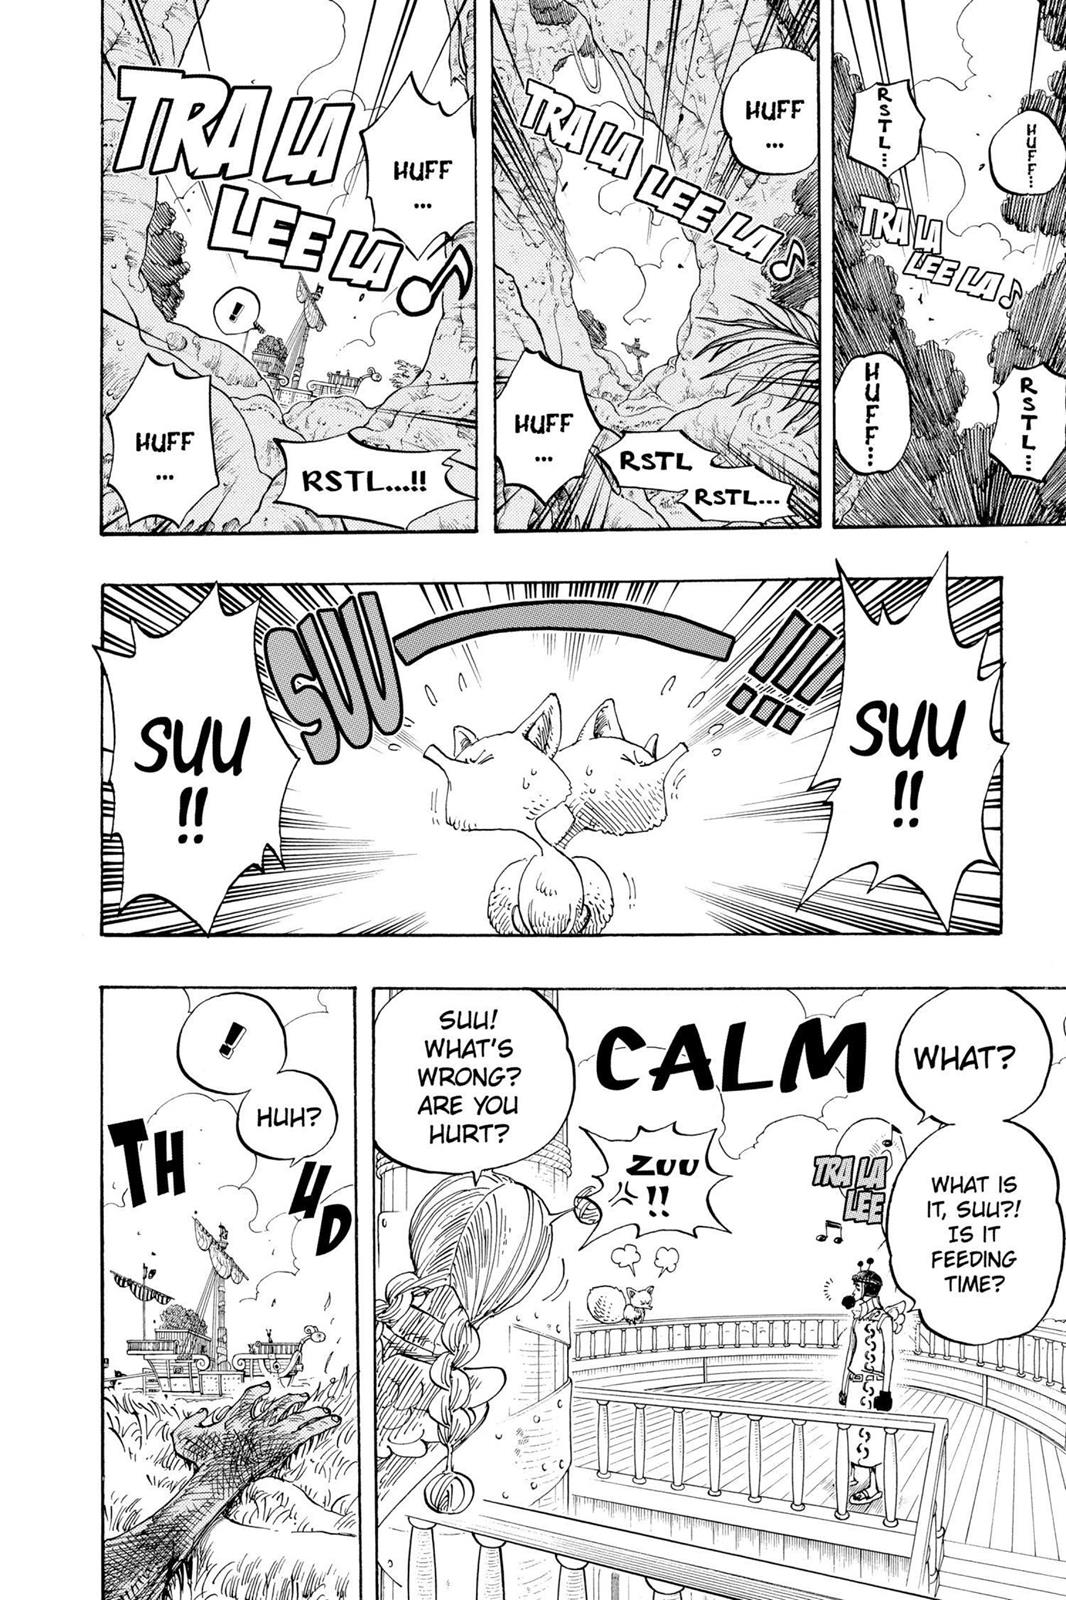 HUFF...
RSTL...
TRA LA
LEE LA♪
RSTL...
HUFF...
HUFF
...
TRA LA
LEE LA♪
HUFF
...
RSTL
RSTL...
HUFF
...
TRA LA
LEE LA♪
!
HUFF
...
RSTL...!!
SUU
!!
SUU—!!!
SUU
!!
WHAT?
WHAT IS
IT, SUU?!
IS IT
FEEDING
TIME?
CALM
TRA LA
LEE
ZUU
!!
SUU!
WHAT'S
WRONG?
ARE YOU
HURT?
!
HUH?
THUD